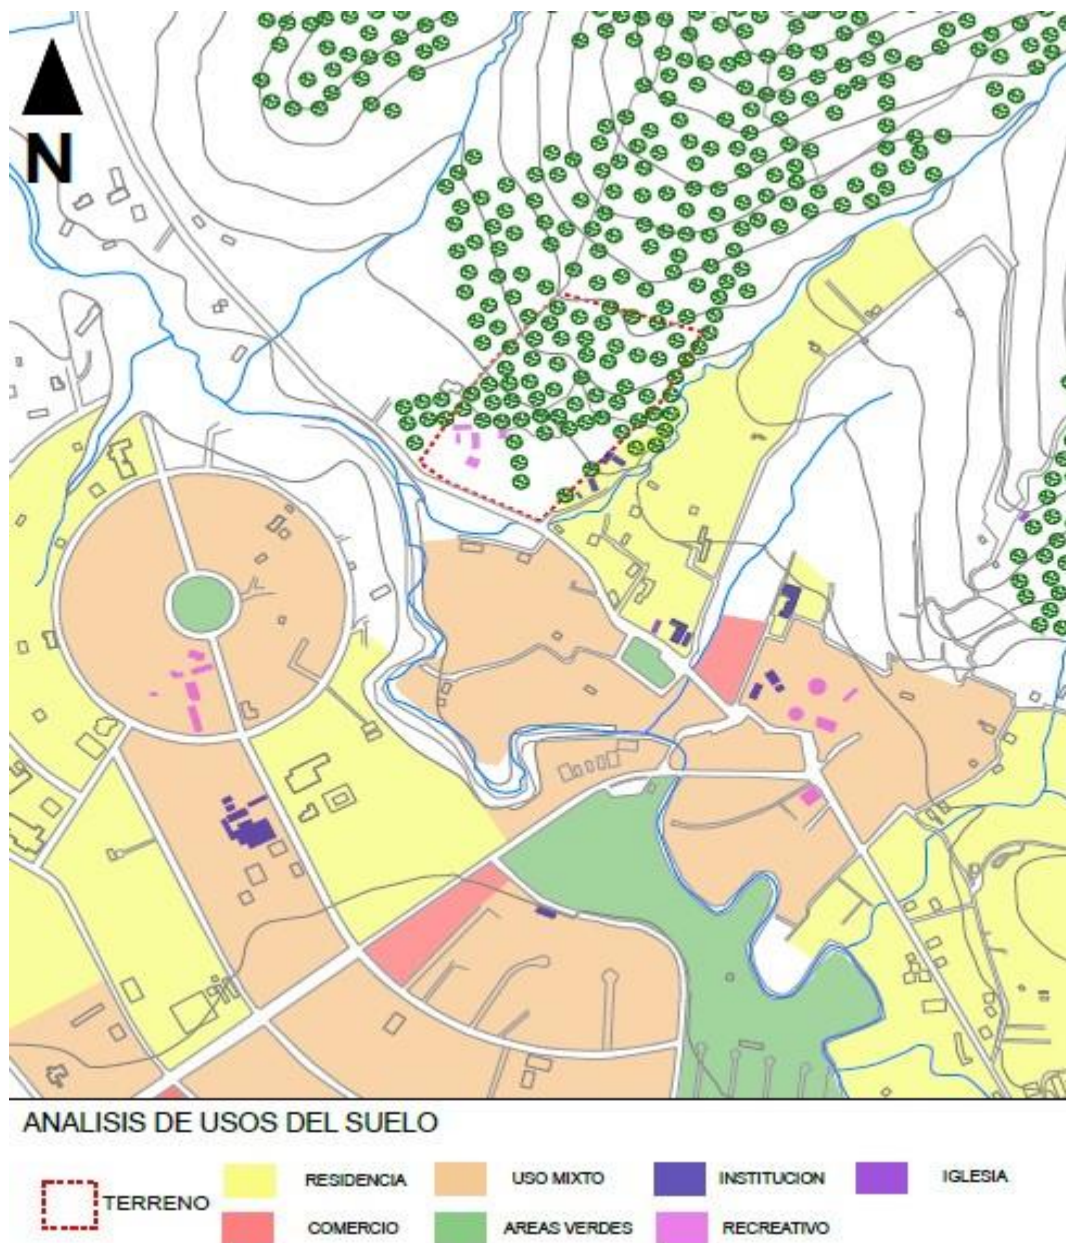 N
ANALISIS DE USOS DEL SUELO
TERRENO
RESIDENCIA
USO MIXTO
INSTITUCION
IGLESIA
COMERCIO
AREAS VERDES
RECREATIVO